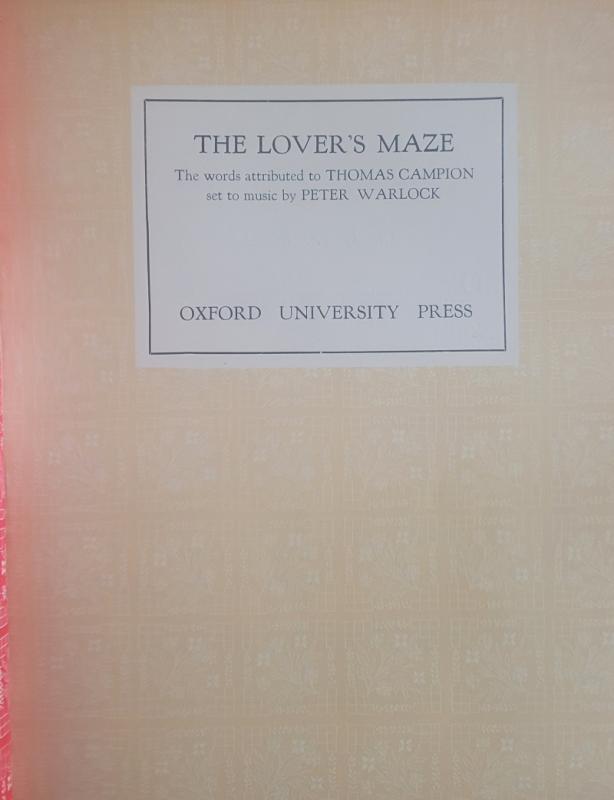 THE LOVER'S MAZE
The words attributed to THOMAS CAMPION
set to music by PETER WARLOCK
OXFORD UNIVERSITY PRESS